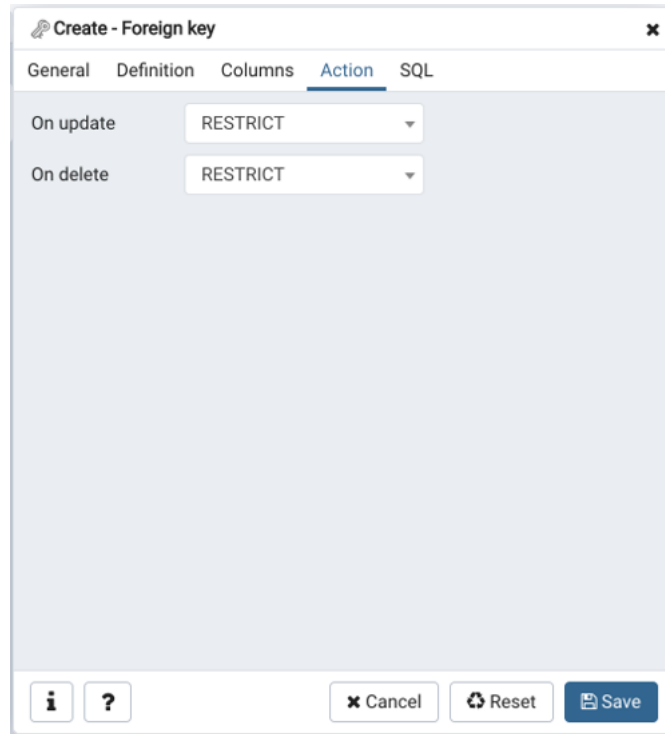 Create - Foreign key
General Definition Columns Action SQL
On update RESTRICT
On delete RESTRICT
i ? Cancel Reset Save